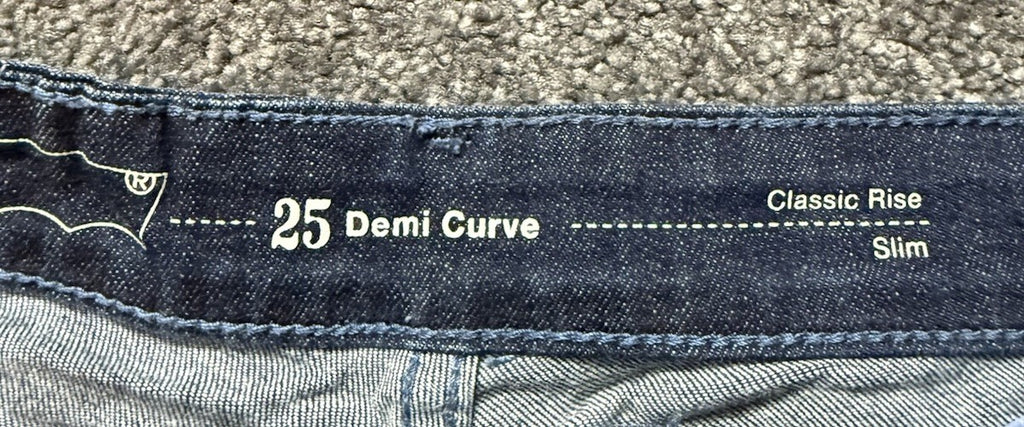 ®
25 Demi Curve
Classic Rise
Slim